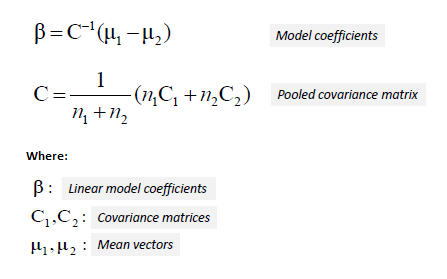 β = C⁻¹(μ₁ − μ₂) Model coefficients
C = 1/(n₁ + n₂) (n₁C₁ + n₂C₂) Pooled covariance matrix
Where:
β : Linear model coefficients
C₁,C₂ : Covariance matrices
μ₁,μ₂ : Mean vectors